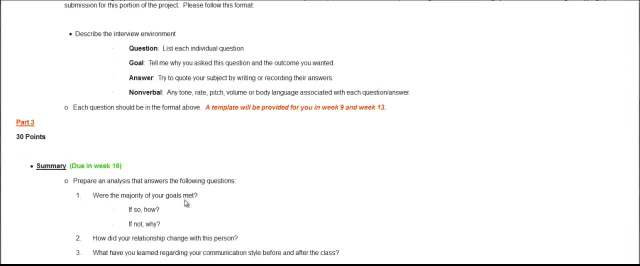 submission for this portion of the project. Please follow this format:
• Describe the interview environment
Question: List each individual question
Goal: Tell me why you asked this question and the outcome you wanted.
Answer: Try to quote your subject by writing or recording their answers
Nonverbal: Any tone, rate, pitch, volume or body language associated with each question/answer.
o Each question should be in the format above. A template will be provided for you in week 9 and week 13.
Part 3
30 Points
• Summary (Due in week 16)
o Prepare an analysis that answers the following questions:
1. Were the majority of your goals met?
If so, how?
If not, why?
2. How did your relationship change with this person?
3. What have you learned regarding your communication style before and after the class?